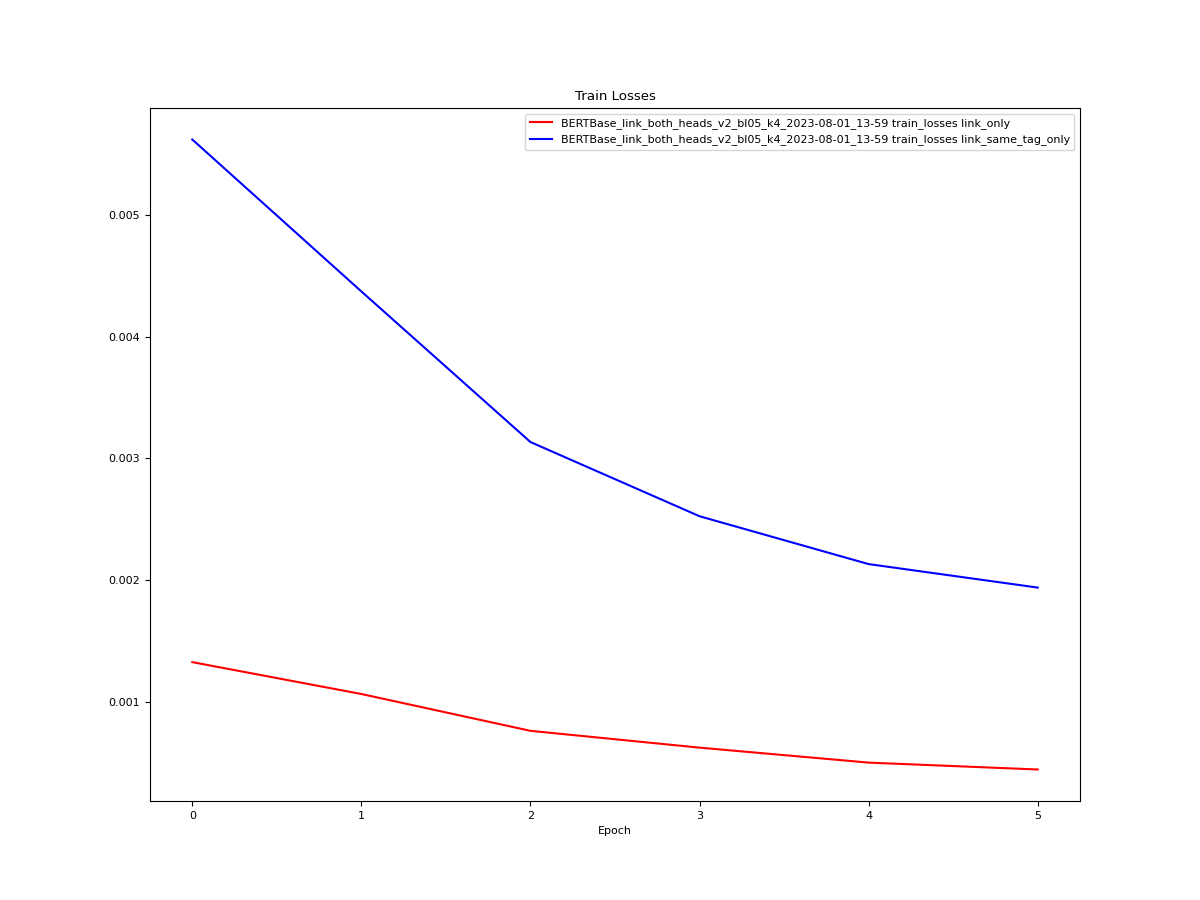 Train Losses
BERTBase_link_both_heads_v2_bl05_k4_2023-08-01_13-59 train_losses link_only
BERTBase_link_both_heads_v2_bl05_k4_2023-08-01_13-59 train_losses link_same_tag_only
0.005
0.004
0.003
0.002
0.001
0 1 2 3 4 5
Epoch